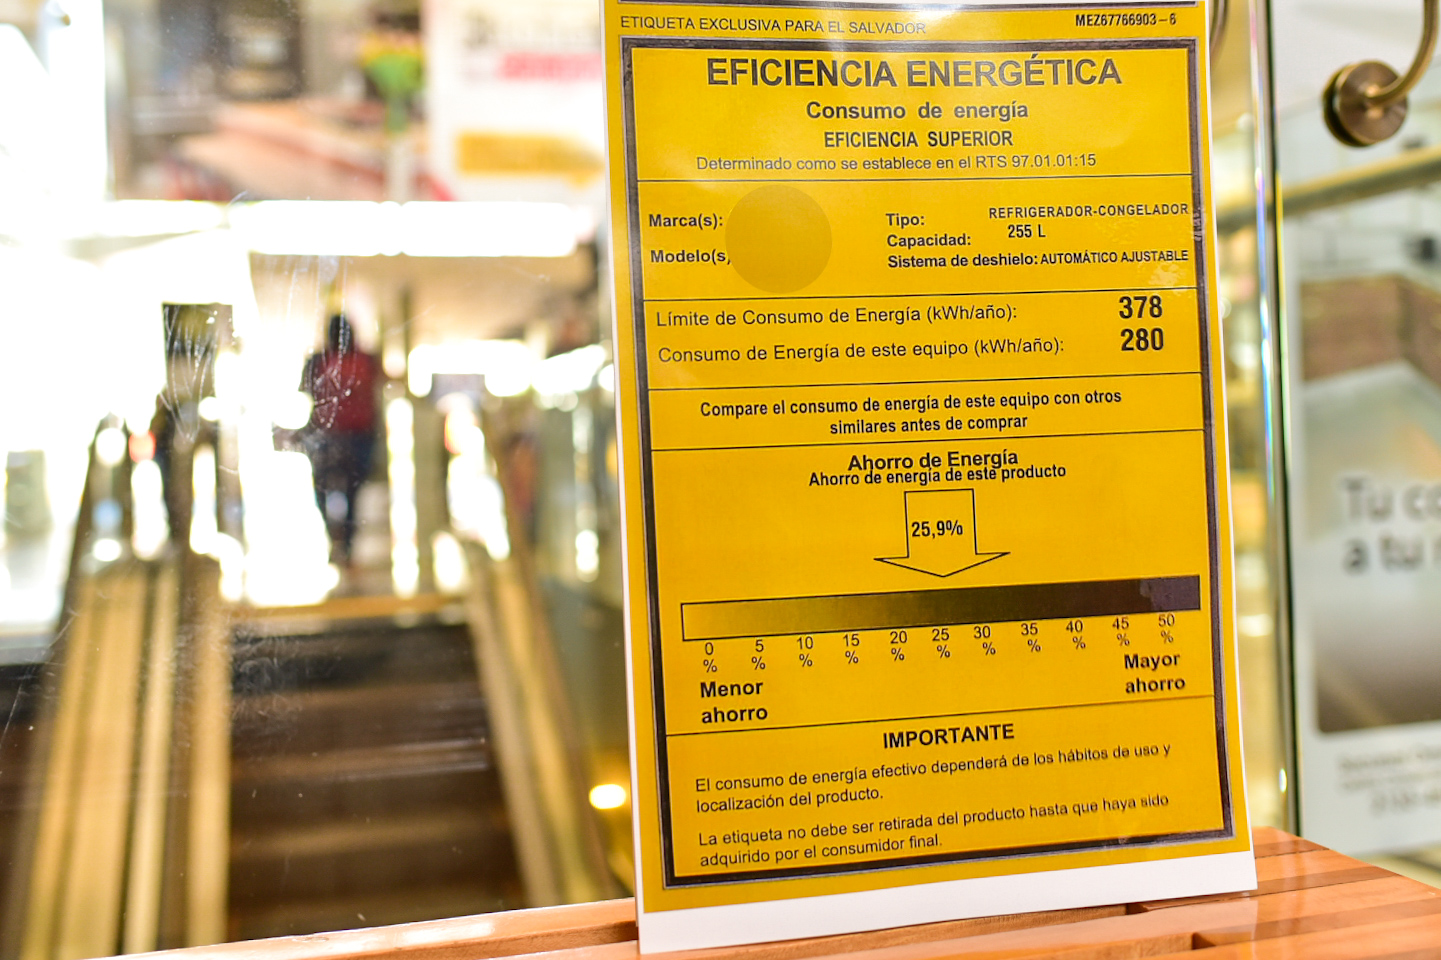 ETIQUETA EXCLUSIVA PARA EL SALVADOR
MEZ67766903-6
EFICIENCIA ENERGÉTICA
Consumo de energía
EFICIENCIA SUPERIOR
Determinado como se establece en el RTS 97.01.01:15
Marca(s):
Modelo(s
Tipo: REFRIGERADOR-CONGELADOR
Capacidad: 255 L
Sistema de deshielo: AUTOMÁTICO AJUSTABLE
Límite de Consumo de Energía (kWh/año): 378
Consumo de Energía de este equipo (kWh/año): 280
Compare el consumo de energía de este equipo con otros
similares antes de comprar
Ahorro de Energía
Ahorro de energía de este producto
25,9%
0 5 10 15 20 25 30 35 40 45 50
% % % % % % % % % % %
Menor
ahorro
Mayor
ahorro
IMPORTANTE
El consumo de energía efectivo dependerá de los hábitos de uso y
localización del producto.
La etiqueta no debe ser retirada del producto hasta que haya sido
adquirido por el consumidor final.
Tu
a tu